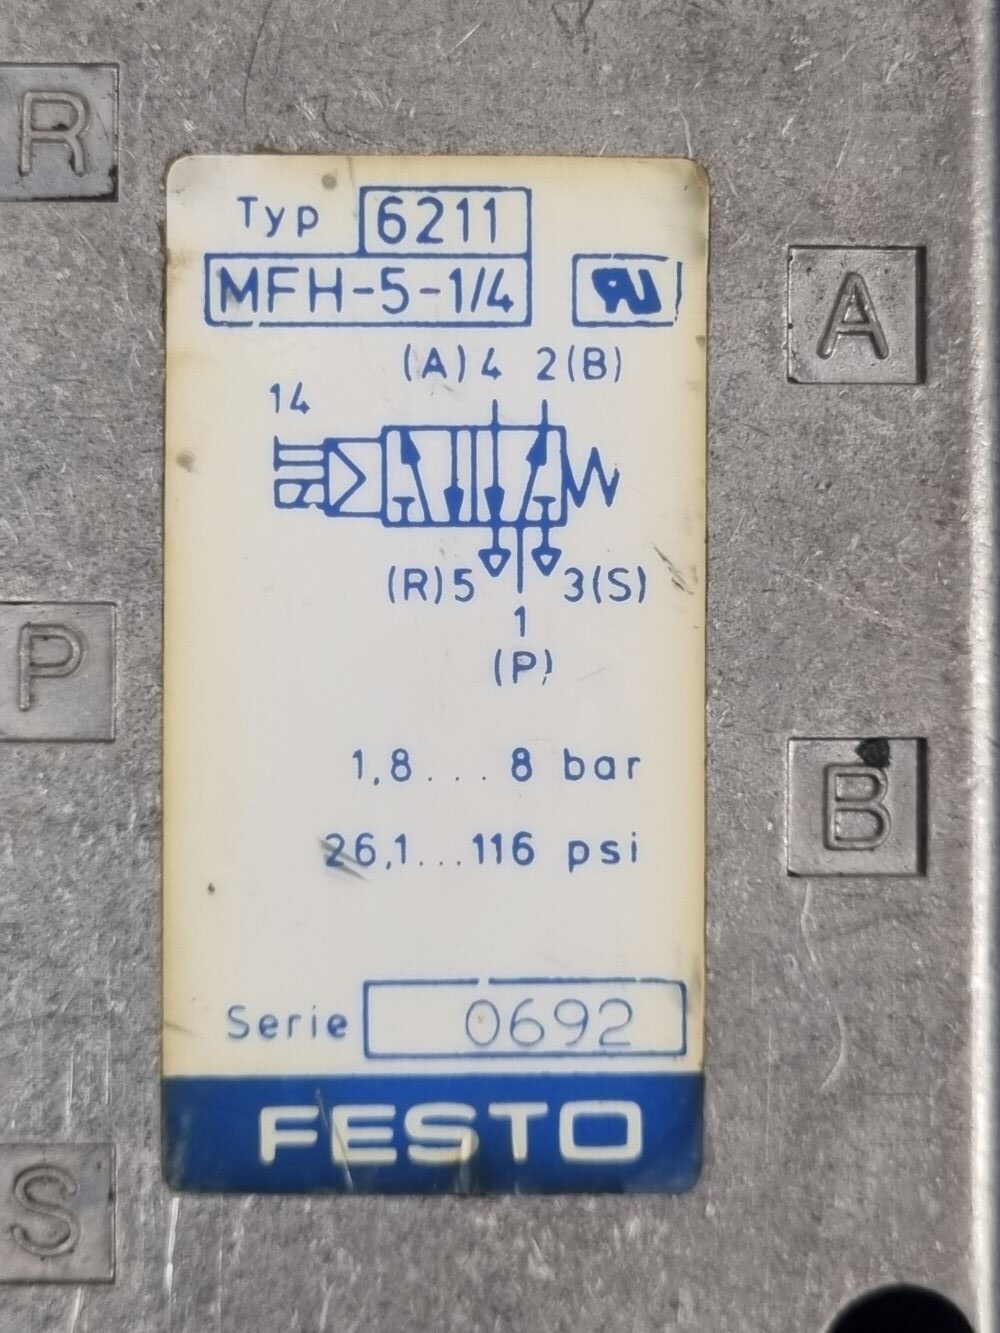 R
Typ 6211
MFH-5-1/4
RU
A
(A) 4 2 (B)
14
(R) 5 3 (S)
1
(P)
P
1,8 ... 8 bar
B
26,1 ... 116 psi
Serie 0692
FESTO
S